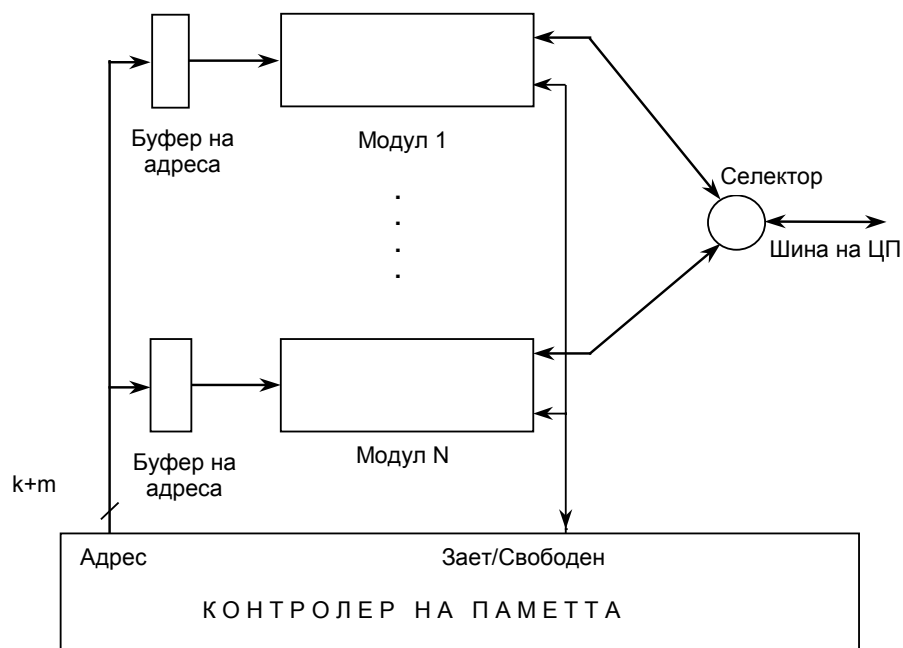 Буфер на
адреса
Модул 1
Селектор
Шина на ЦП
Буфер на
адреса
Модул N
k+m
Адрес
Зает/Свободен
КОНТРОЛЕР НА ПАМЕТТА